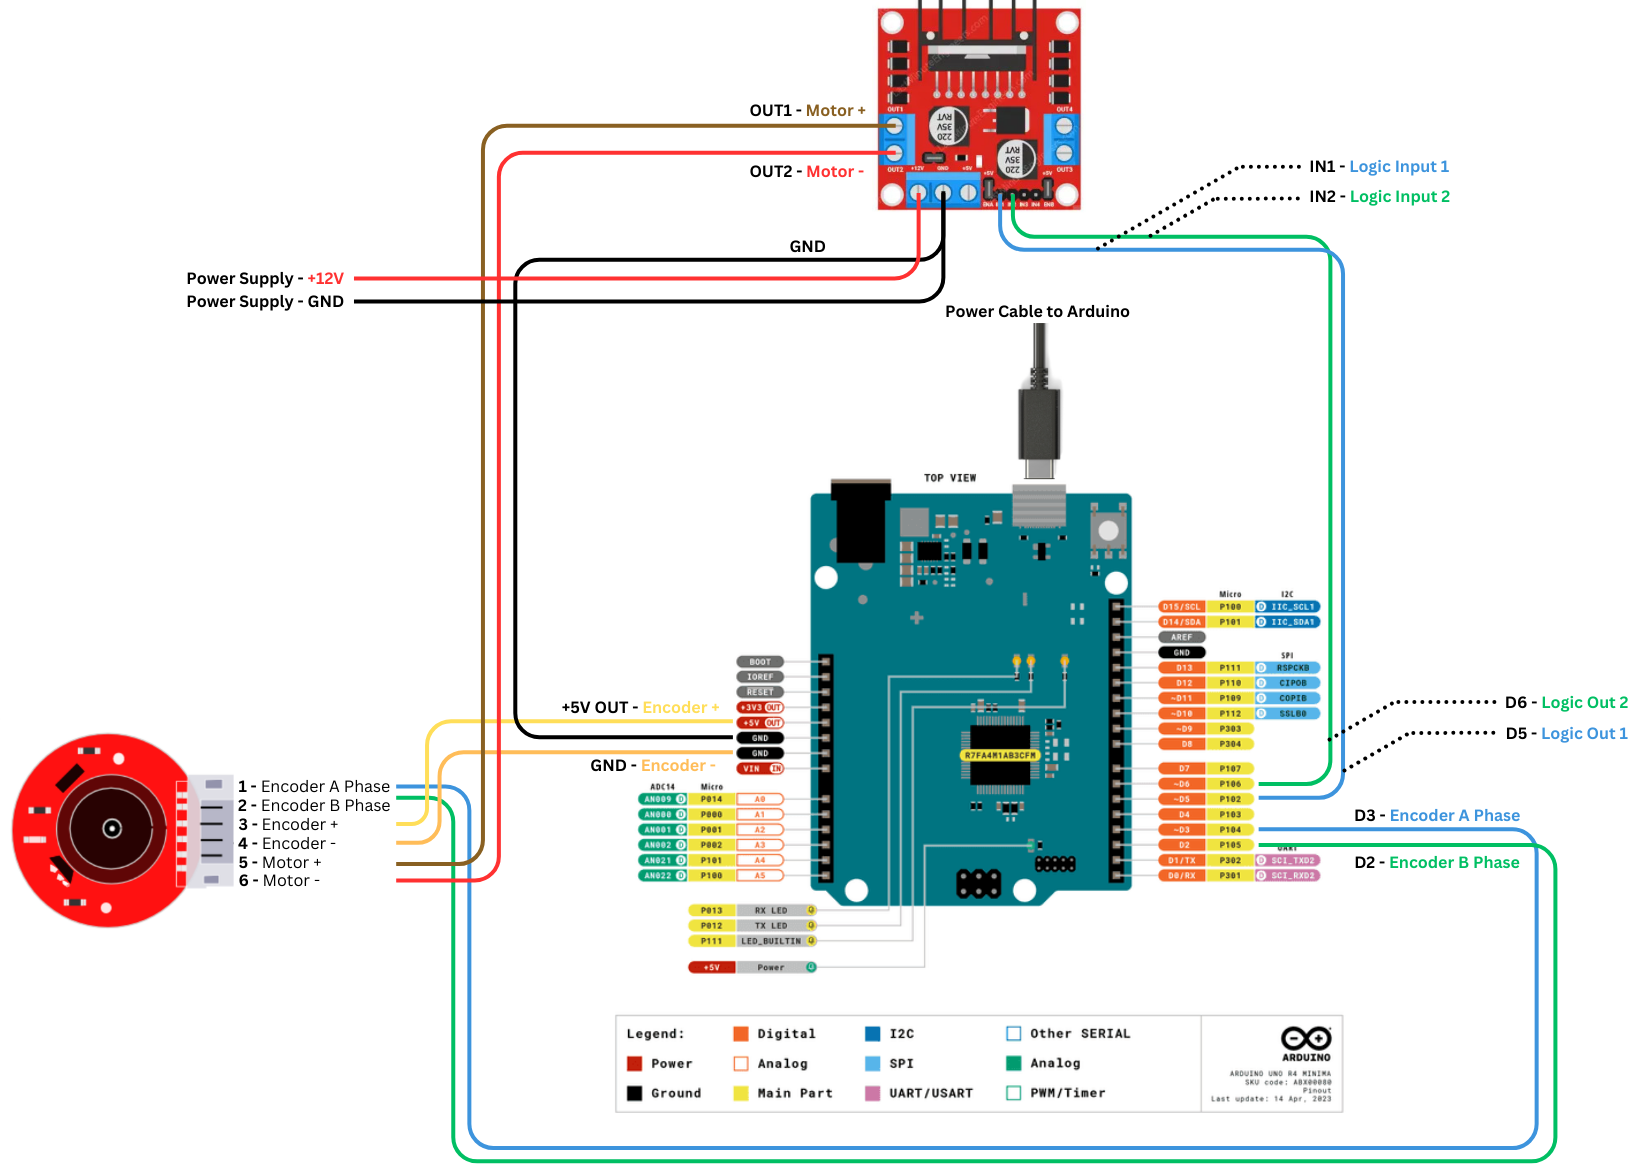 OUT1 - Motor +
OUT2 - Motor -
OUT1
OUT2
OUT4
OUT3
220
35V
RVT
220
35V
RVT
+12V
GND
+5V
+5V
+5V
ENA
IN3
IN4
ENB
IN1 - Logic Input 1
IN2 - Logic Input 2
GND
Power Supply - +12V
Power Supply - GND
Power Cable to Arduino
TOP VIEW
Micro
I2C
D15/SCL P100 D IIC_SCL1
D14/SDA P101 D IIC_SDA1
AREF
GND
SPI
D13 P111 D RSPCKB
D12 P110 D CIPOB
~D11 P109 D COPIB
~D10 P112 D SSLB0
~D9 P303
D8 P304
D7 P107
~D6 P106
~D5 P102
D4 P103
~D3 P104
D2 P105
UART
D1/TX P302 D SCI_TXD2
D0/RX P301 D SCI_RXD2
BOOT
IOREF
RESET
+3V3 OUT
+5V OUT
GND
GND
VIN IN
+5V OUT - Encoder +
GND - Encoder -
ADC14
Micro
AN009 D P014 A0
AN000 D P000 A1
AN001 D P001 A2
AN002 D P002 A3
AN021 D P101 A4
AN022 D P100 A5
R7FA4M1AB3CFM
D6 - Logic Out 2
D5 - Logic Out 1
D3 - Encoder A Phase
D2 - Encoder B Phase
1 - Encoder A Phase
2 - Encoder B Phase
3 - Encoder +
4 - Encoder -
5 - Motor +
6 - Motor -
P013 RX LED
P012 TX LED
P111 LED_BUILTIN
+5V Power
Legend:
Power
Ground
Digital
Analog
Main Part
I2C
SPI
UART/USART
Other SERIAL
Analog
PWM/Timer
ARDUINO
ARDUINO UNO R4 MINIMA
SKU code: ABX00080
Pinout
Last update: 14 Apr, 2023